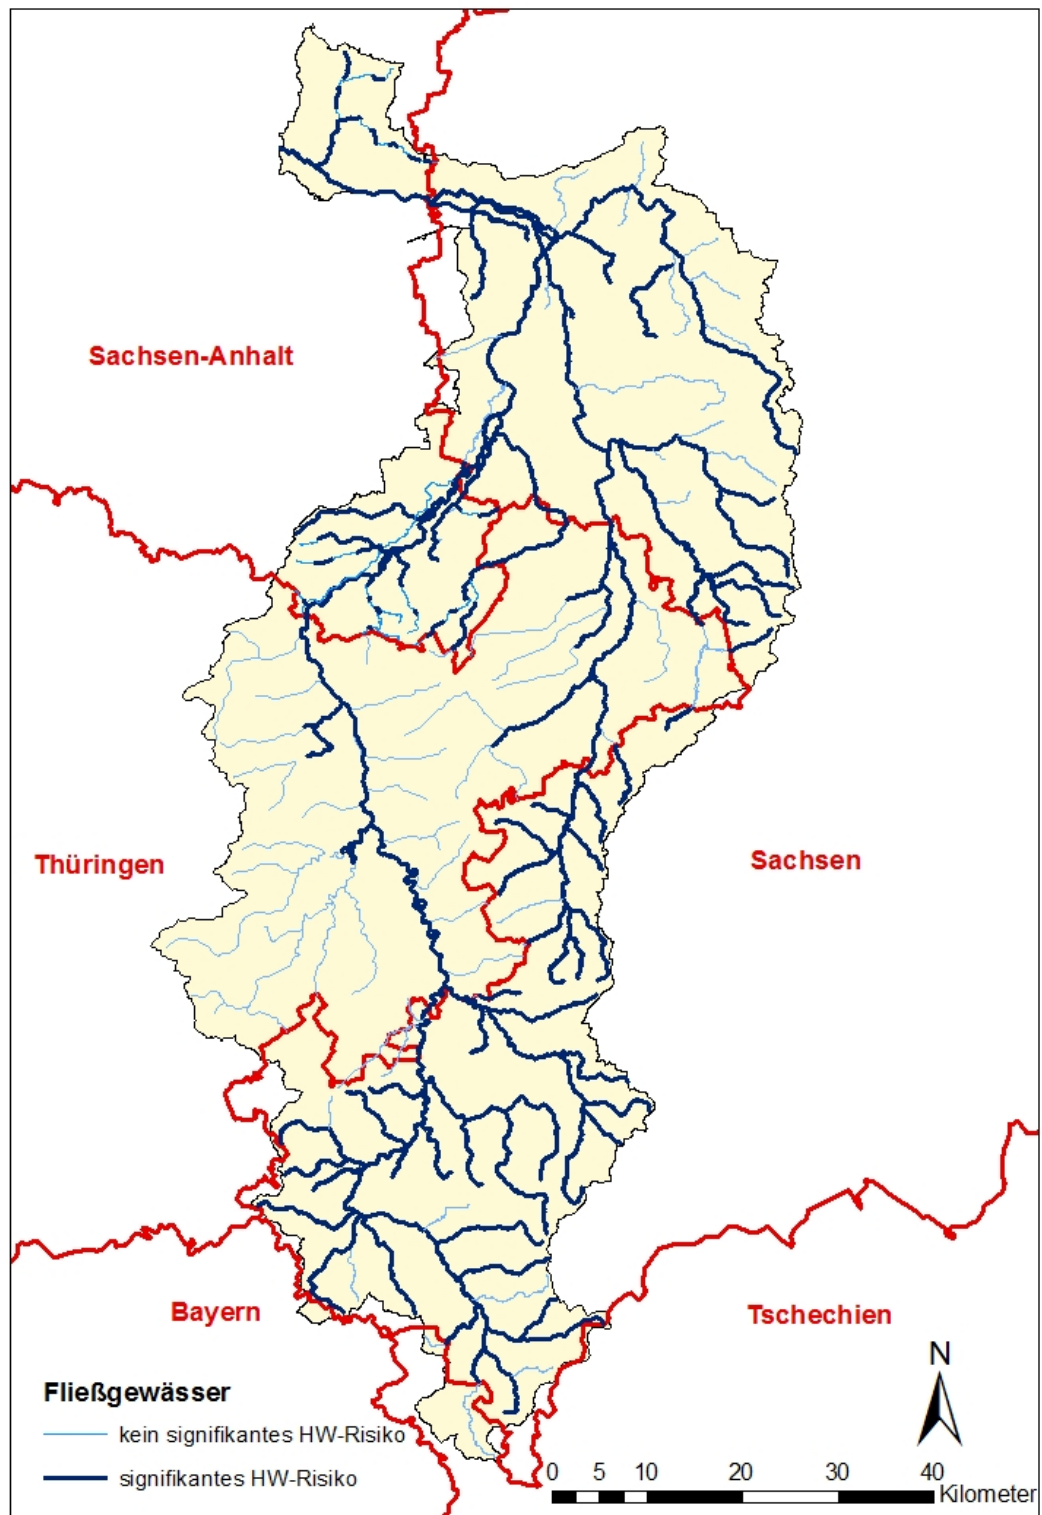 Sachsen-Anhalt
Thüringen
Sachsen
Bayern
Tschechien
Fließgewässer
kein signifikantes HW-Risiko
signifikantes HW-Risiko
N
0 5 10 20 30 40
Kilometer